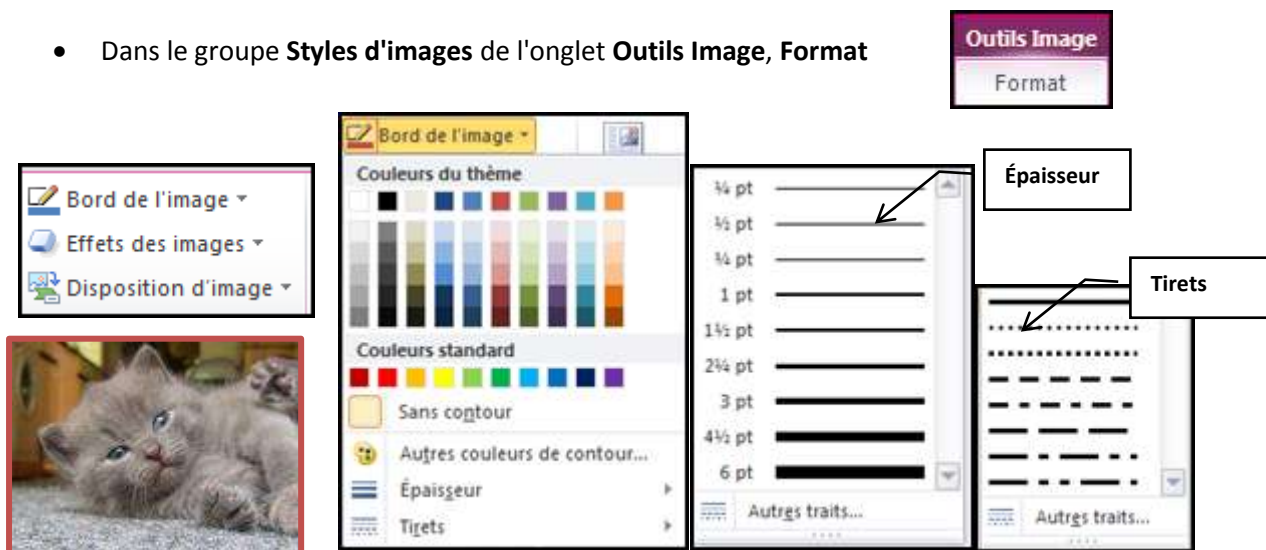 • Dans le groupe Styles d'images de l'onglet Outils Image, Format
Outils Image
Format
Bord de l'image
Effets des images
Disposition d'image
Bord de l'image
Couleurs du thème
Couleurs standard
Sans contour
Autres couleurs de contour...
Épaisseur
Tirets
¼ pt
½ pt
¾ pt
1 pt
1½ pt
2¼ pt
3 pt
4½ pt
6 pt
Autres traits...
Épaisseur
Tirets
Autres traits...